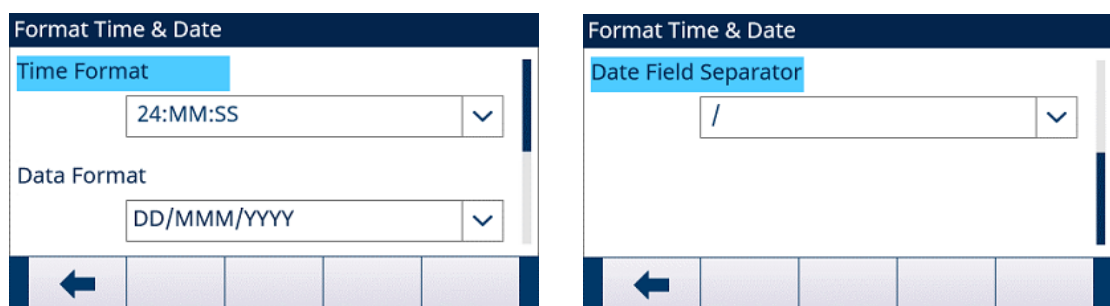 Format Time & Date
Time Format
24:MM:SS
Data Format
DD/MMM/YYYY
Format Time & Date
Date Field Separator
/